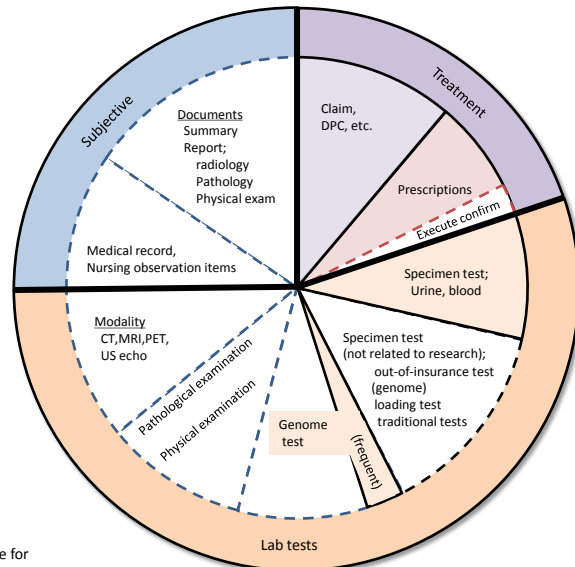 Subjective
Treatment
Documents
Summary
Report;
radiology
Pathology
Physical exam
Claim,
DPC, etc.
Prescriptions
Execute confirm
Medical record,
Nursing observation items
Specimen test;
Urine, blood
Modality
CT,MRI,PET,
US echo
Pathological examination
Physical examination
Specimen test
(not related to research);
out-of-insurance test
(genome)
loading test
traditional tests
Genome
test
(frequent)
Lab tests
e for